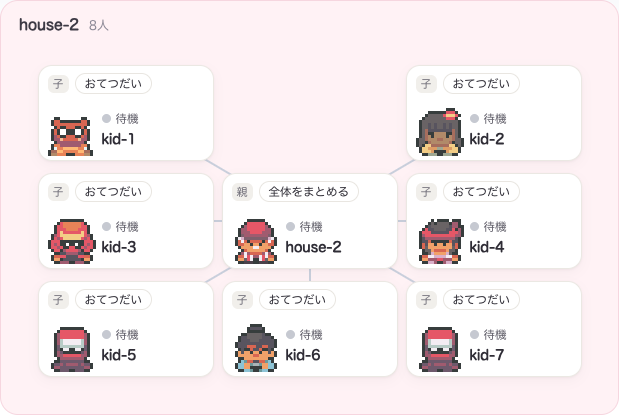 house-2 8人
子 おてつだい
待機
kid-1
子 おてつだい
待機
kid-2
子 おてつだい
待機
kid-3
親 全体をまとめる
待機
house-2
子 おてつだい
待機
kid-4
子 おてつだい
待機
kid-5
子 おてつだい
待機
kid-6
子 おてつだい
待機
kid-7